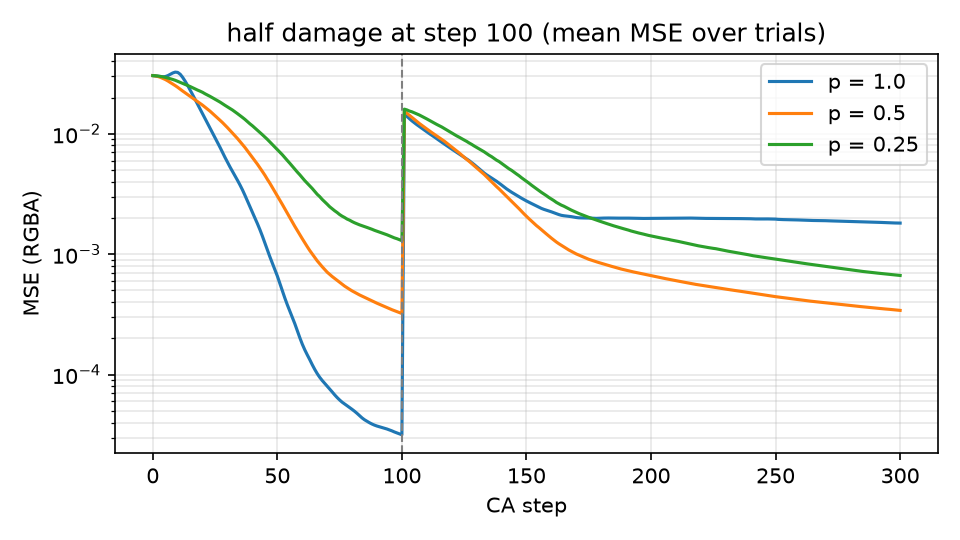 half damage at step 100 (mean MSE over trials)
p = 1.0
p = 0.5
p = 0.25
MSE (RGBA)
10⁻²
10⁻³
10⁻⁴
0 50 100 150 200 250 300
CA step